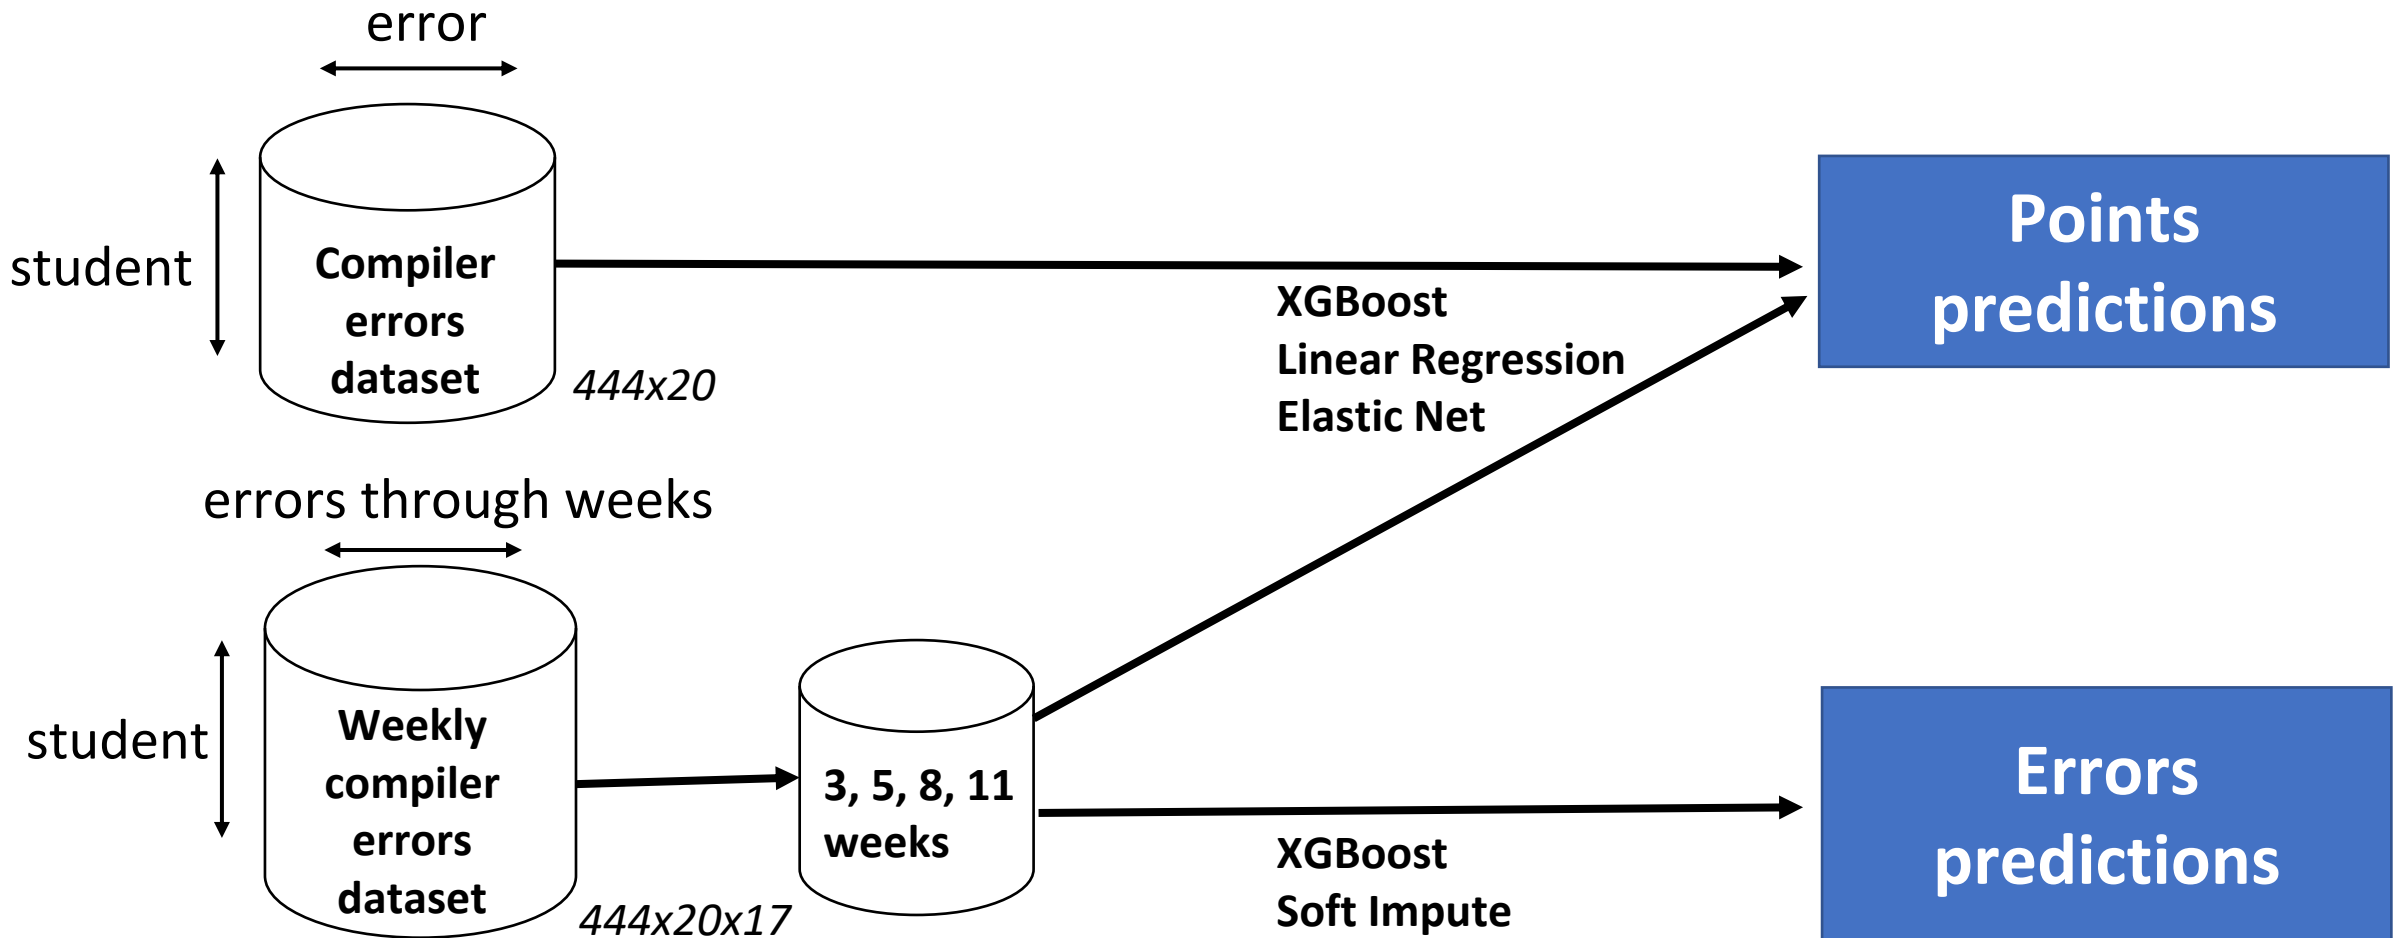 error
student
Compiler
errors
dataset
444x20
XGBoost
Linear Regression
Elastic Net
Points
predictions
errors through weeks
student
Weekly
compiler
errors
dataset
444x20x17
3, 5, 8, 11
weeks
XGBoost
Soft Impute
Errors
predictions